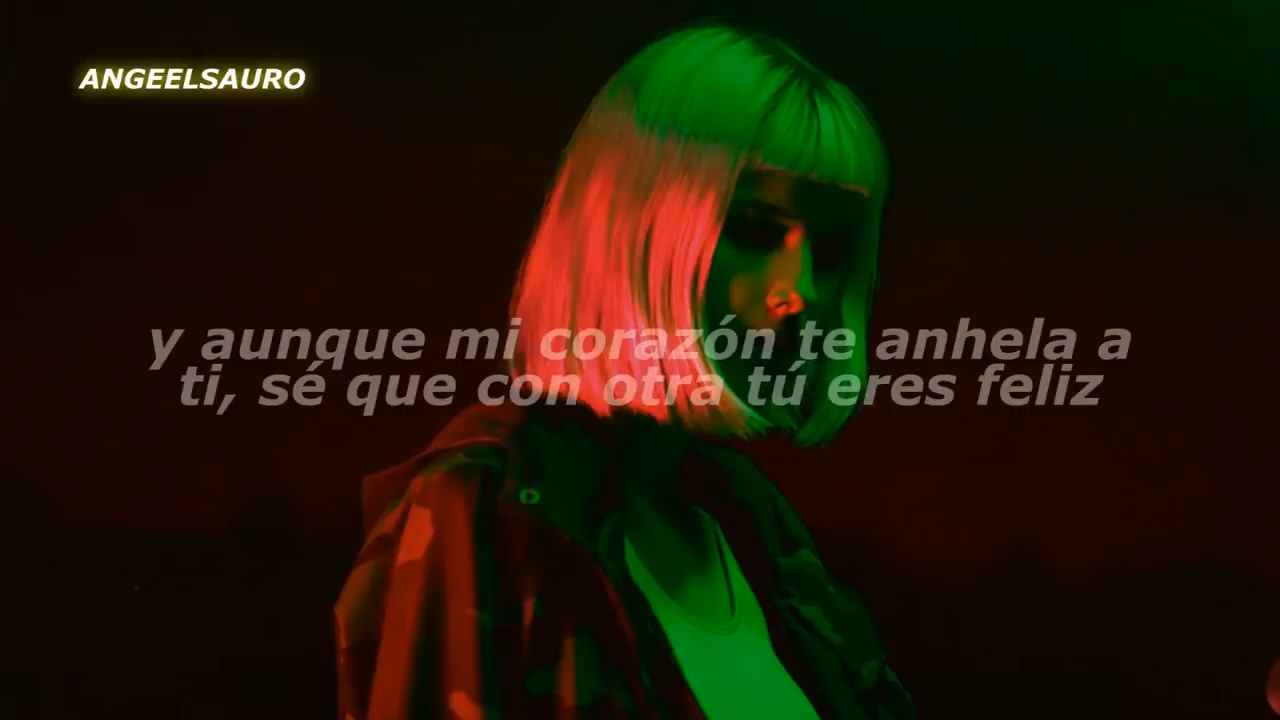 ANGEELSAURO
y aunque mi corazón te anhela a
ti, sé que con otra tú eres feliz